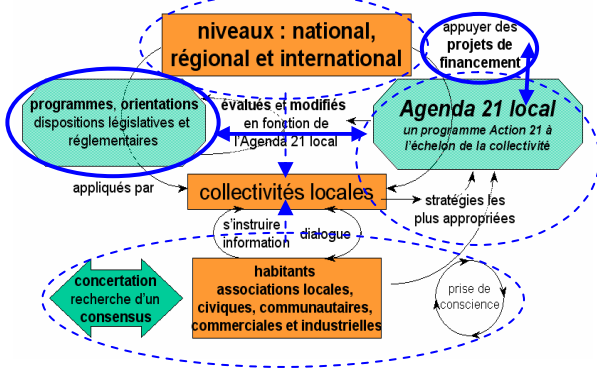 niveaux : national,
régional et international
appuyer des
projets de
financement
programmes, orientations
dispositions législatives et
réglementaires
évalués et modifiés
en fonction de
l'Agenda 21 local
Agenda 21 local
un programme Action 21 à
l'échelon de la collectivité
appliqués par
collectivités locales
stratégies les
plus appropriées
s'instruire
information
dialogue
habitants
associations locales,
civiques, communautaires,
commerciales et industrielles
concertation
recherche d'un
consensus
prise de
conscience